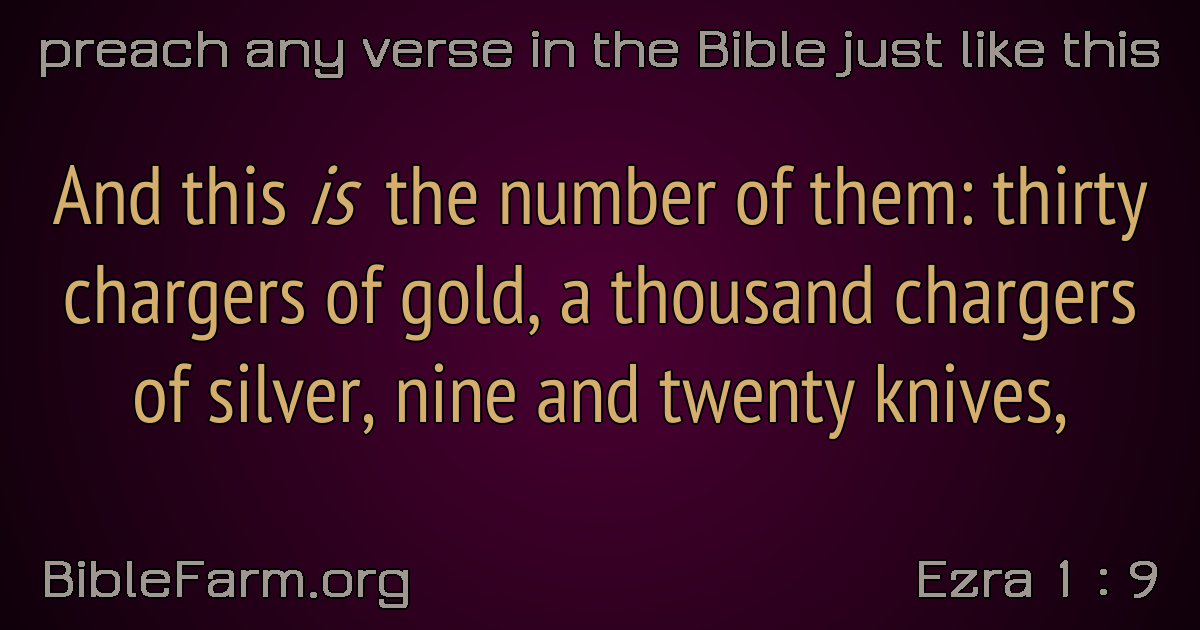 preach any verse in the Bible just like this
And this is the number of them: thirty
chargers of gold, a thousand chargers
of silver, nine and twenty knives,
BibleFarm.org
Ezra 1 : 9